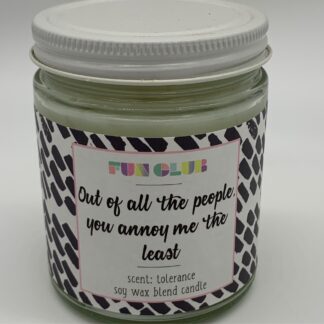 FUN CLUB
Out of all the people,
you annoy me the
least
scent: tolerance
soy wax blend candle